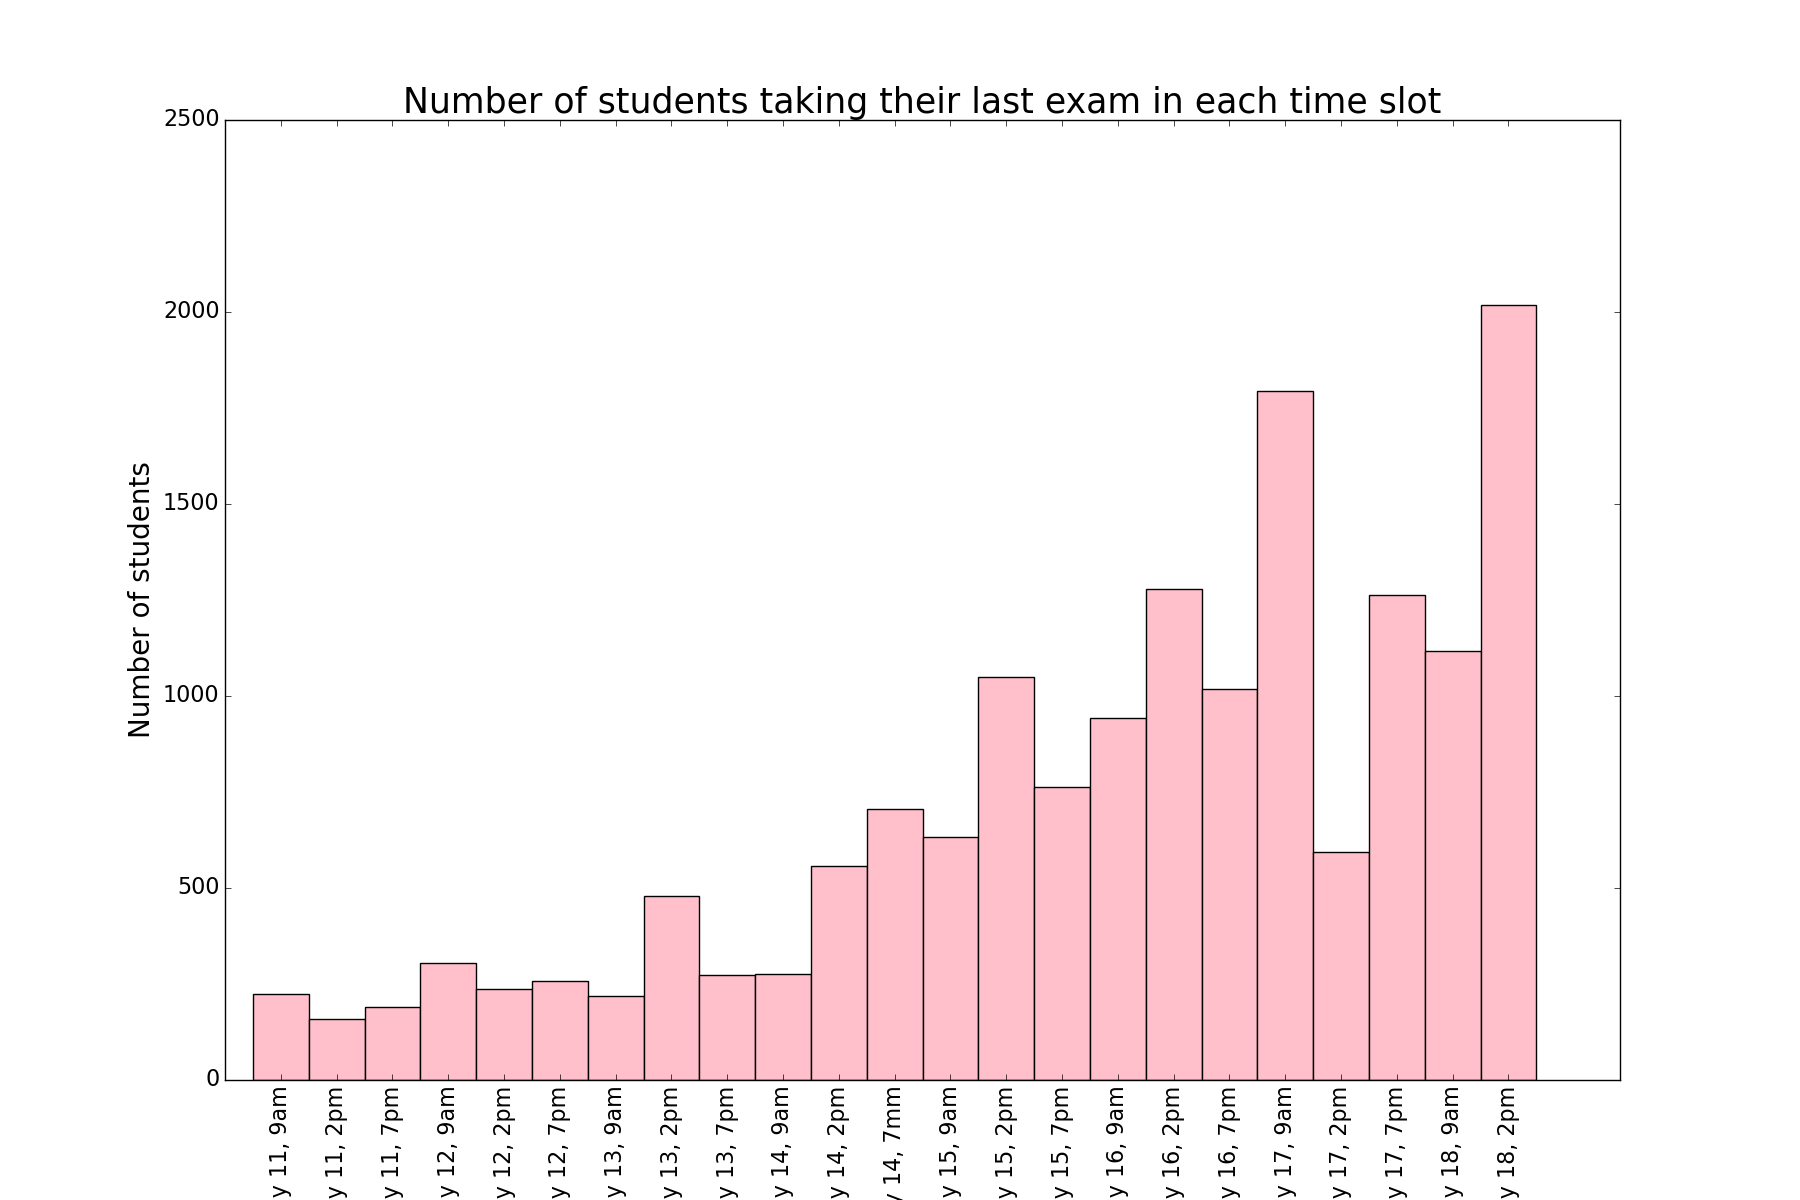 Number of students taking their last exam in each time slot
2500
2000
1500
1000
500
0
Number of students
y 11, 9am
y 11, 2pm
y 11, 7pm
y 12, 9am
y 12, 2pm
y 12, 7pm
y 13, 9am
y 13, 2pm
y 13, 7pm
y 14, 9am
y 14, 2pm
y 14, 7mm
y 15, 9am
y 15, 2pm
y 15, 7pm
y 16, 9am
y 16, 2pm
y 16, 7pm
y 17, 9am
y 17, 2pm
y 17, 7pm
y 18, 9am
y 18, 2pm